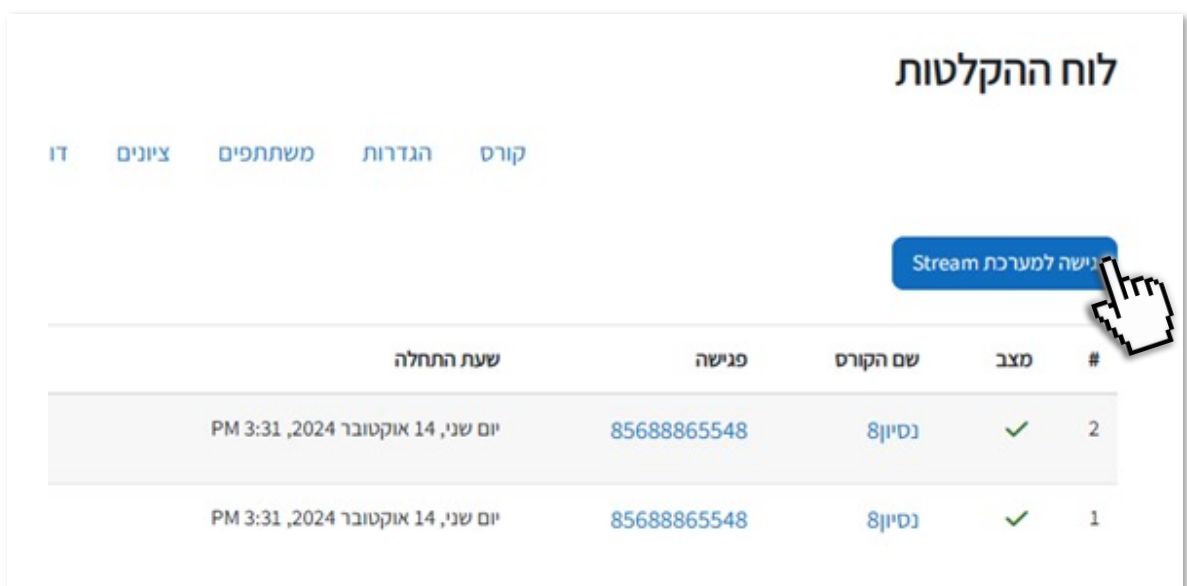 לוח ההקלטות
קורס הגדרות משתתפים ציונים
למערכת Stream
# מצב שם הקורס פגישה שעת התחלה
2 ✓ נסיון8 85688865548 יום שני, 14 אוקטובר 2024, 3:31 PM
1 ✓ נסיון8 85688865548 יום שני, 14 אוקטובר 2024, 3:31 PM